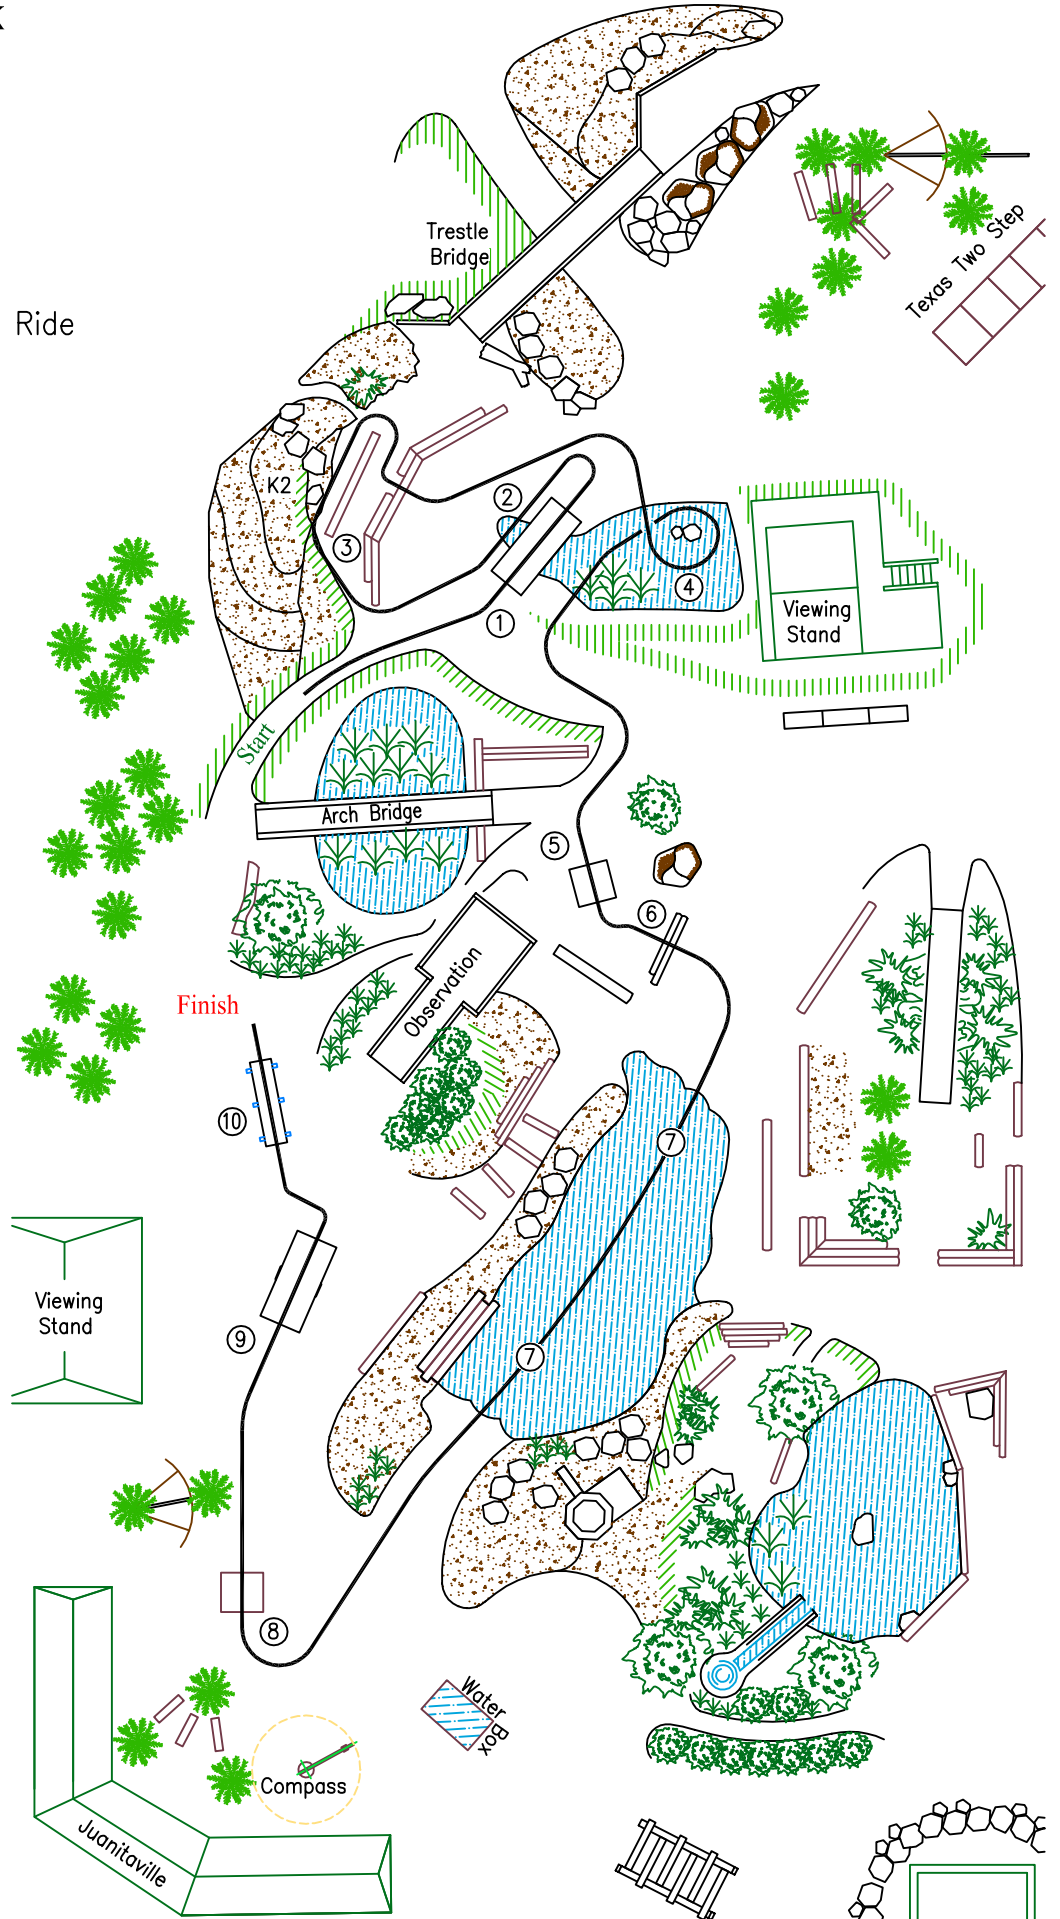 Trestle
Bridge
Texas Two Step
Ride
K2
2
3
4
1
Viewing
Stand
Start
Arch Bridge
5
6
Observation
Finish
10
7
Viewing
Stand
9
7
8
Water
Box
Compass
Juanitaville